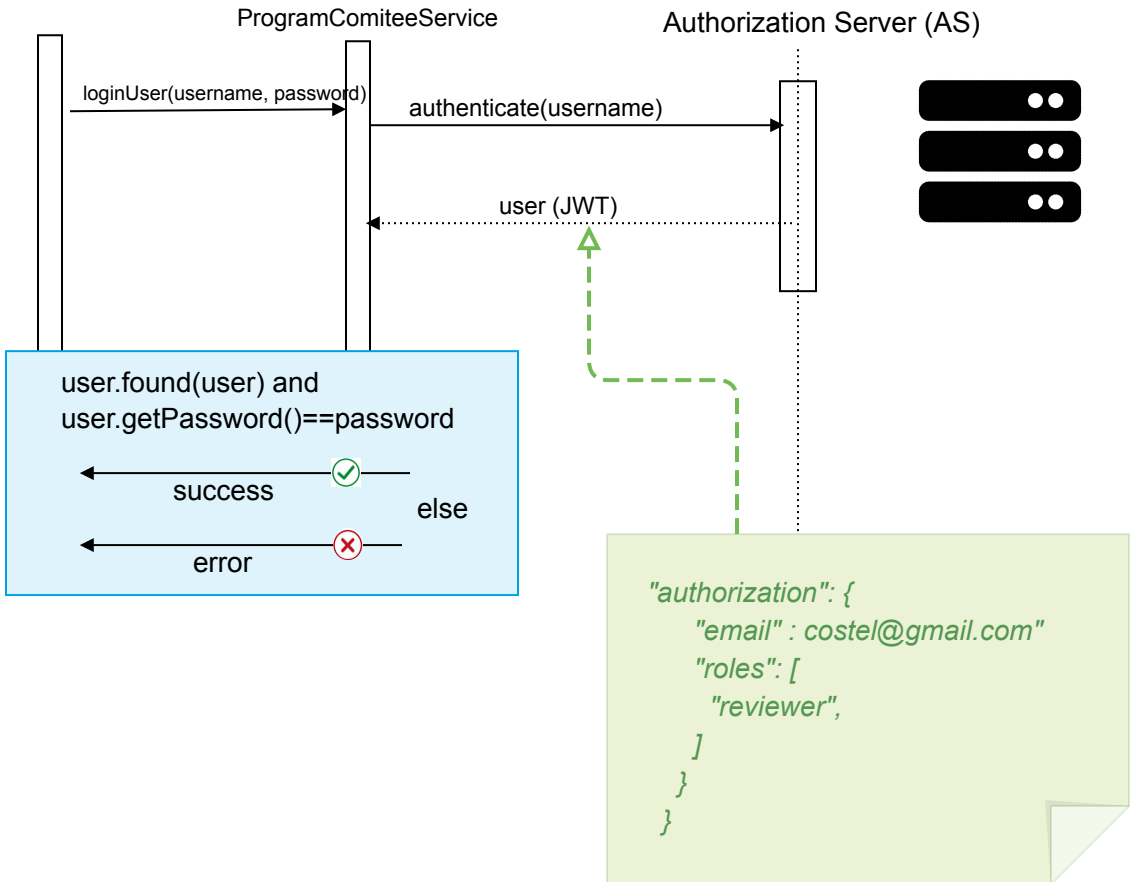 ProgramComiteeService
Authorization Server (AS)
loginUser(username, password)
authenticate(username)
user (JWT)
user.found(user) and
user.getPassword()==password
success
else
error
"authorization": {
"email" : costel@gmail.com"
"roles": [
"reviewer",
]
}
}